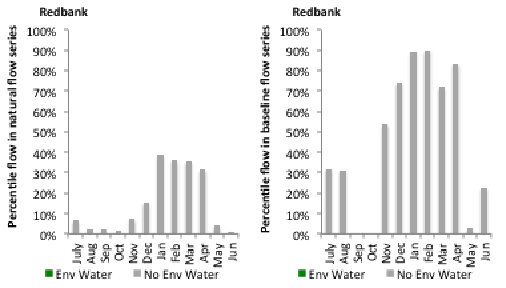 Redbank
Percentile flow in natural flow series
100%
90%
80%
70%
60%
50%
40%
30%
20%
10%
0%
July
Aug
Sep
Oct
Nov
Dec
Jan
Feb
Mar
Apr
May
Jun
Env Water No Env Water
Redbank
Percentile flow in baseline flow series
100%
90%
80%
70%
60%
50%
40%
30%
20%
10%
0%
July
Aug
Sep
Oct
Nov
Dec
Jan
Feb
Mar
Apr
May
Jun
Env Water No Env Water